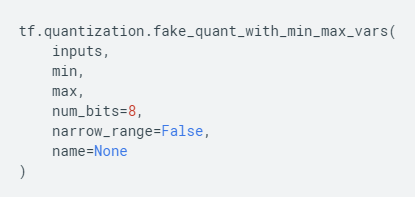 tf.quantization.fake_quant_with_min_max_vars(
    inputs,
    min,
    max,
    num_bits=8,
    narrow_range=False,
    name=None
)